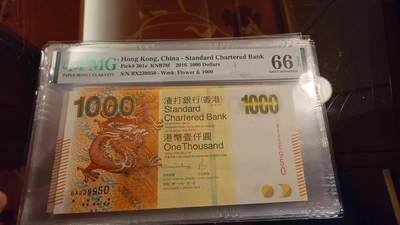 PMG
PAPER MONEY GUARANTY
Hong Kong, China - Standard Chartered Bank
Pick# 301e KNB78f 2016 1000 Dollars
Wmk: Flower & 1000
66 EPQ
1000
渣打銀行(香港)
Standard
Chartered Bank
1000
港幣壹仟圓
One Thousand